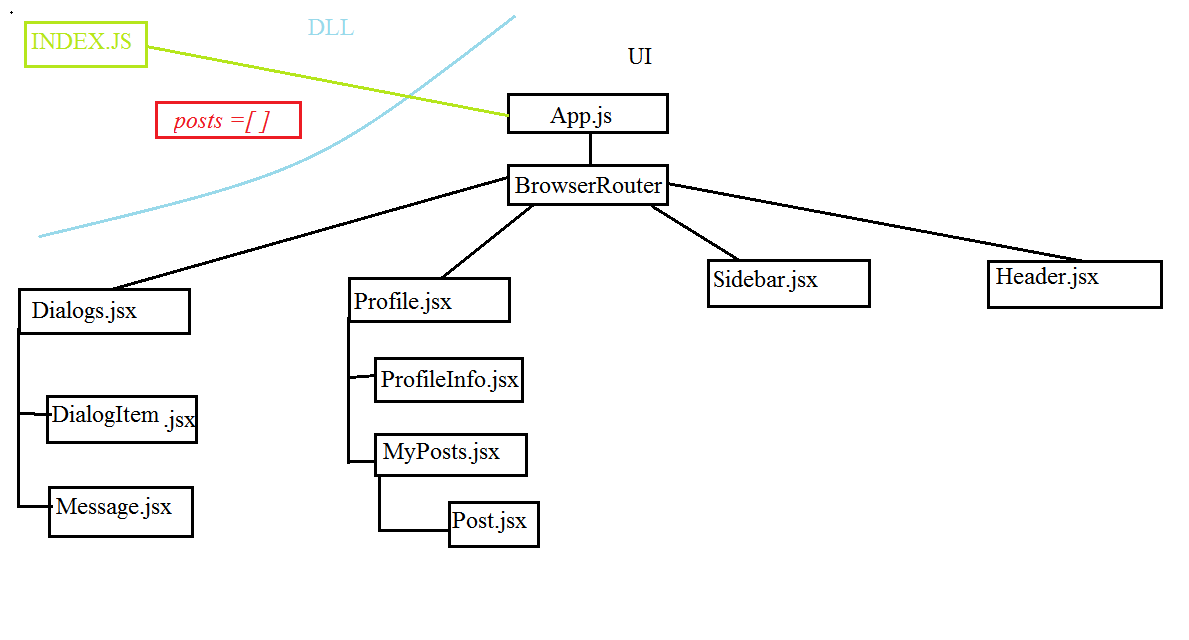 INDEX.JS
DLL
UI
posts =[ ]
App.js
BrowserRouter
Dialogs.jsx
Profile.jsx
Sidebar.jsx
Header.jsx
ProfileInfo.jsx
DialogItem .jsx
MyPosts.jsx
Message.jsx
Post.jsx